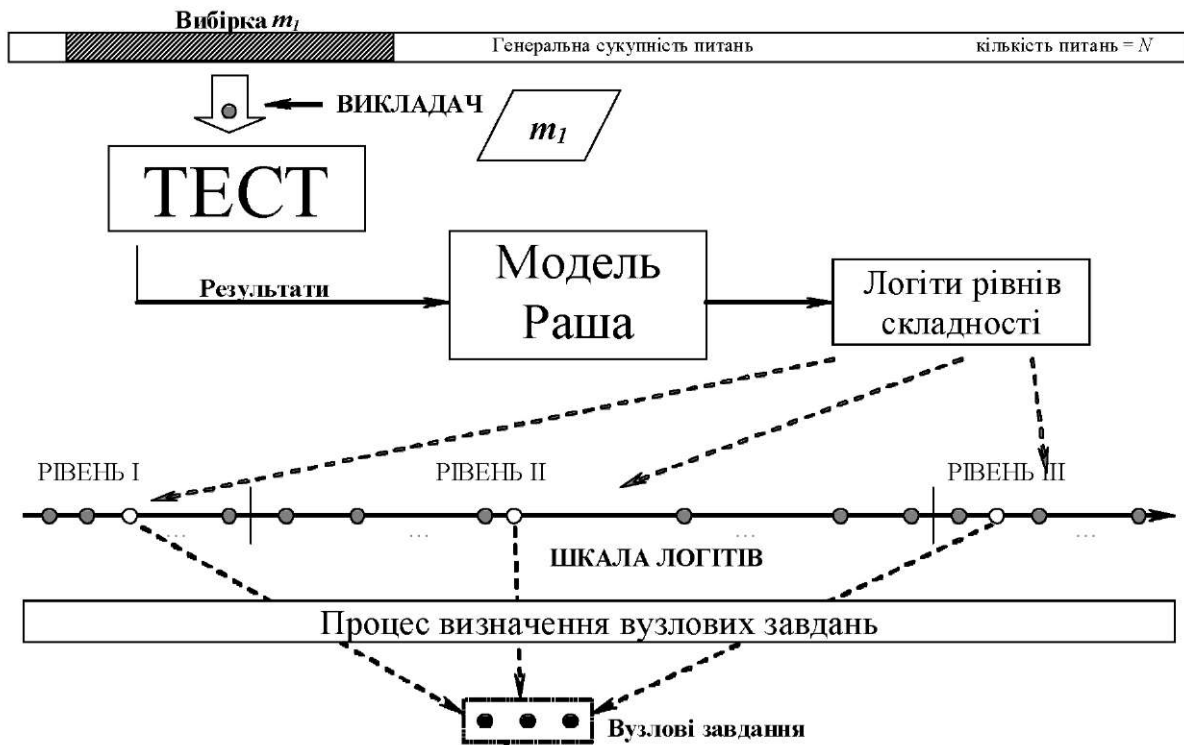 Вибірка m₁
Генеральна сукупність питань
кількість питань = N
ВИКЛАДАЧ
m₁
ТЕСТ
Результати
Модель
Раша
Логіти рівнів
складності
РІВЕНЬ I
РІВЕНЬ II
РІВЕНЬ III
... ... ... ...
ШКАЛА ЛОГІТІВ
Процес визначення вузлових завдань
Вузлові завдання